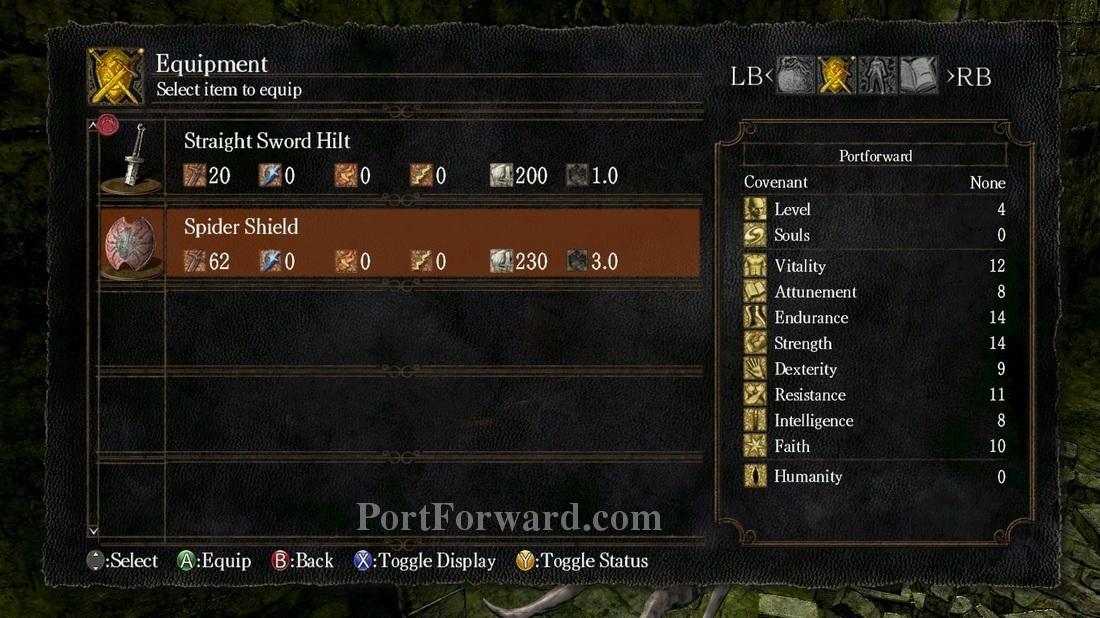 Equipment
Select item to equip
LB RB
Straight Sword Hilt
20 0 0 0 200 1.0
Spider Shield
62 0 0 0 230 3.0
Portforward
Covenant None
Level 4
Souls 0
Vitality 12
Attunement 8
Endurance 14
Strength 14
Dexterity 9
Resistance 11
Intelligence 8
Faith 10
Humanity 0
PortForward.com
:Select A:Equip B:Back X:Toggle Display Y:Toggle Status